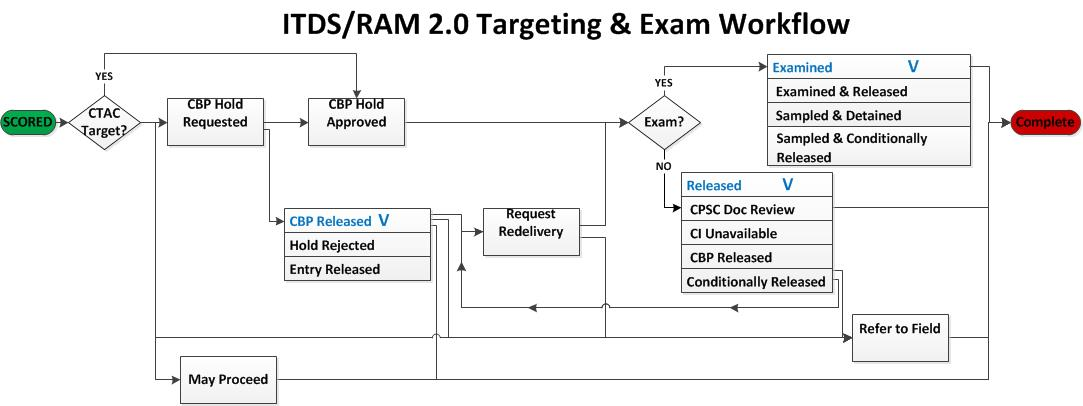 ITDS/RAM 2.0 Targeting & Exam Workflow
SCORED
YES
CTAC
Target?
CBP Hold
Requested
CBP Hold
Approved
YES
Exam?
NO
Examined V
Examined & Released
Sampled & Detained
Sampled & Conditionally
Released
Complete
Released V
CPSC Doc Review
CI Unavailable
CBP Released
Conditionally Released
CBP Released V
Hold Rejected
Entry Released
Request
Redelivery
Refer to Field
May Proceed